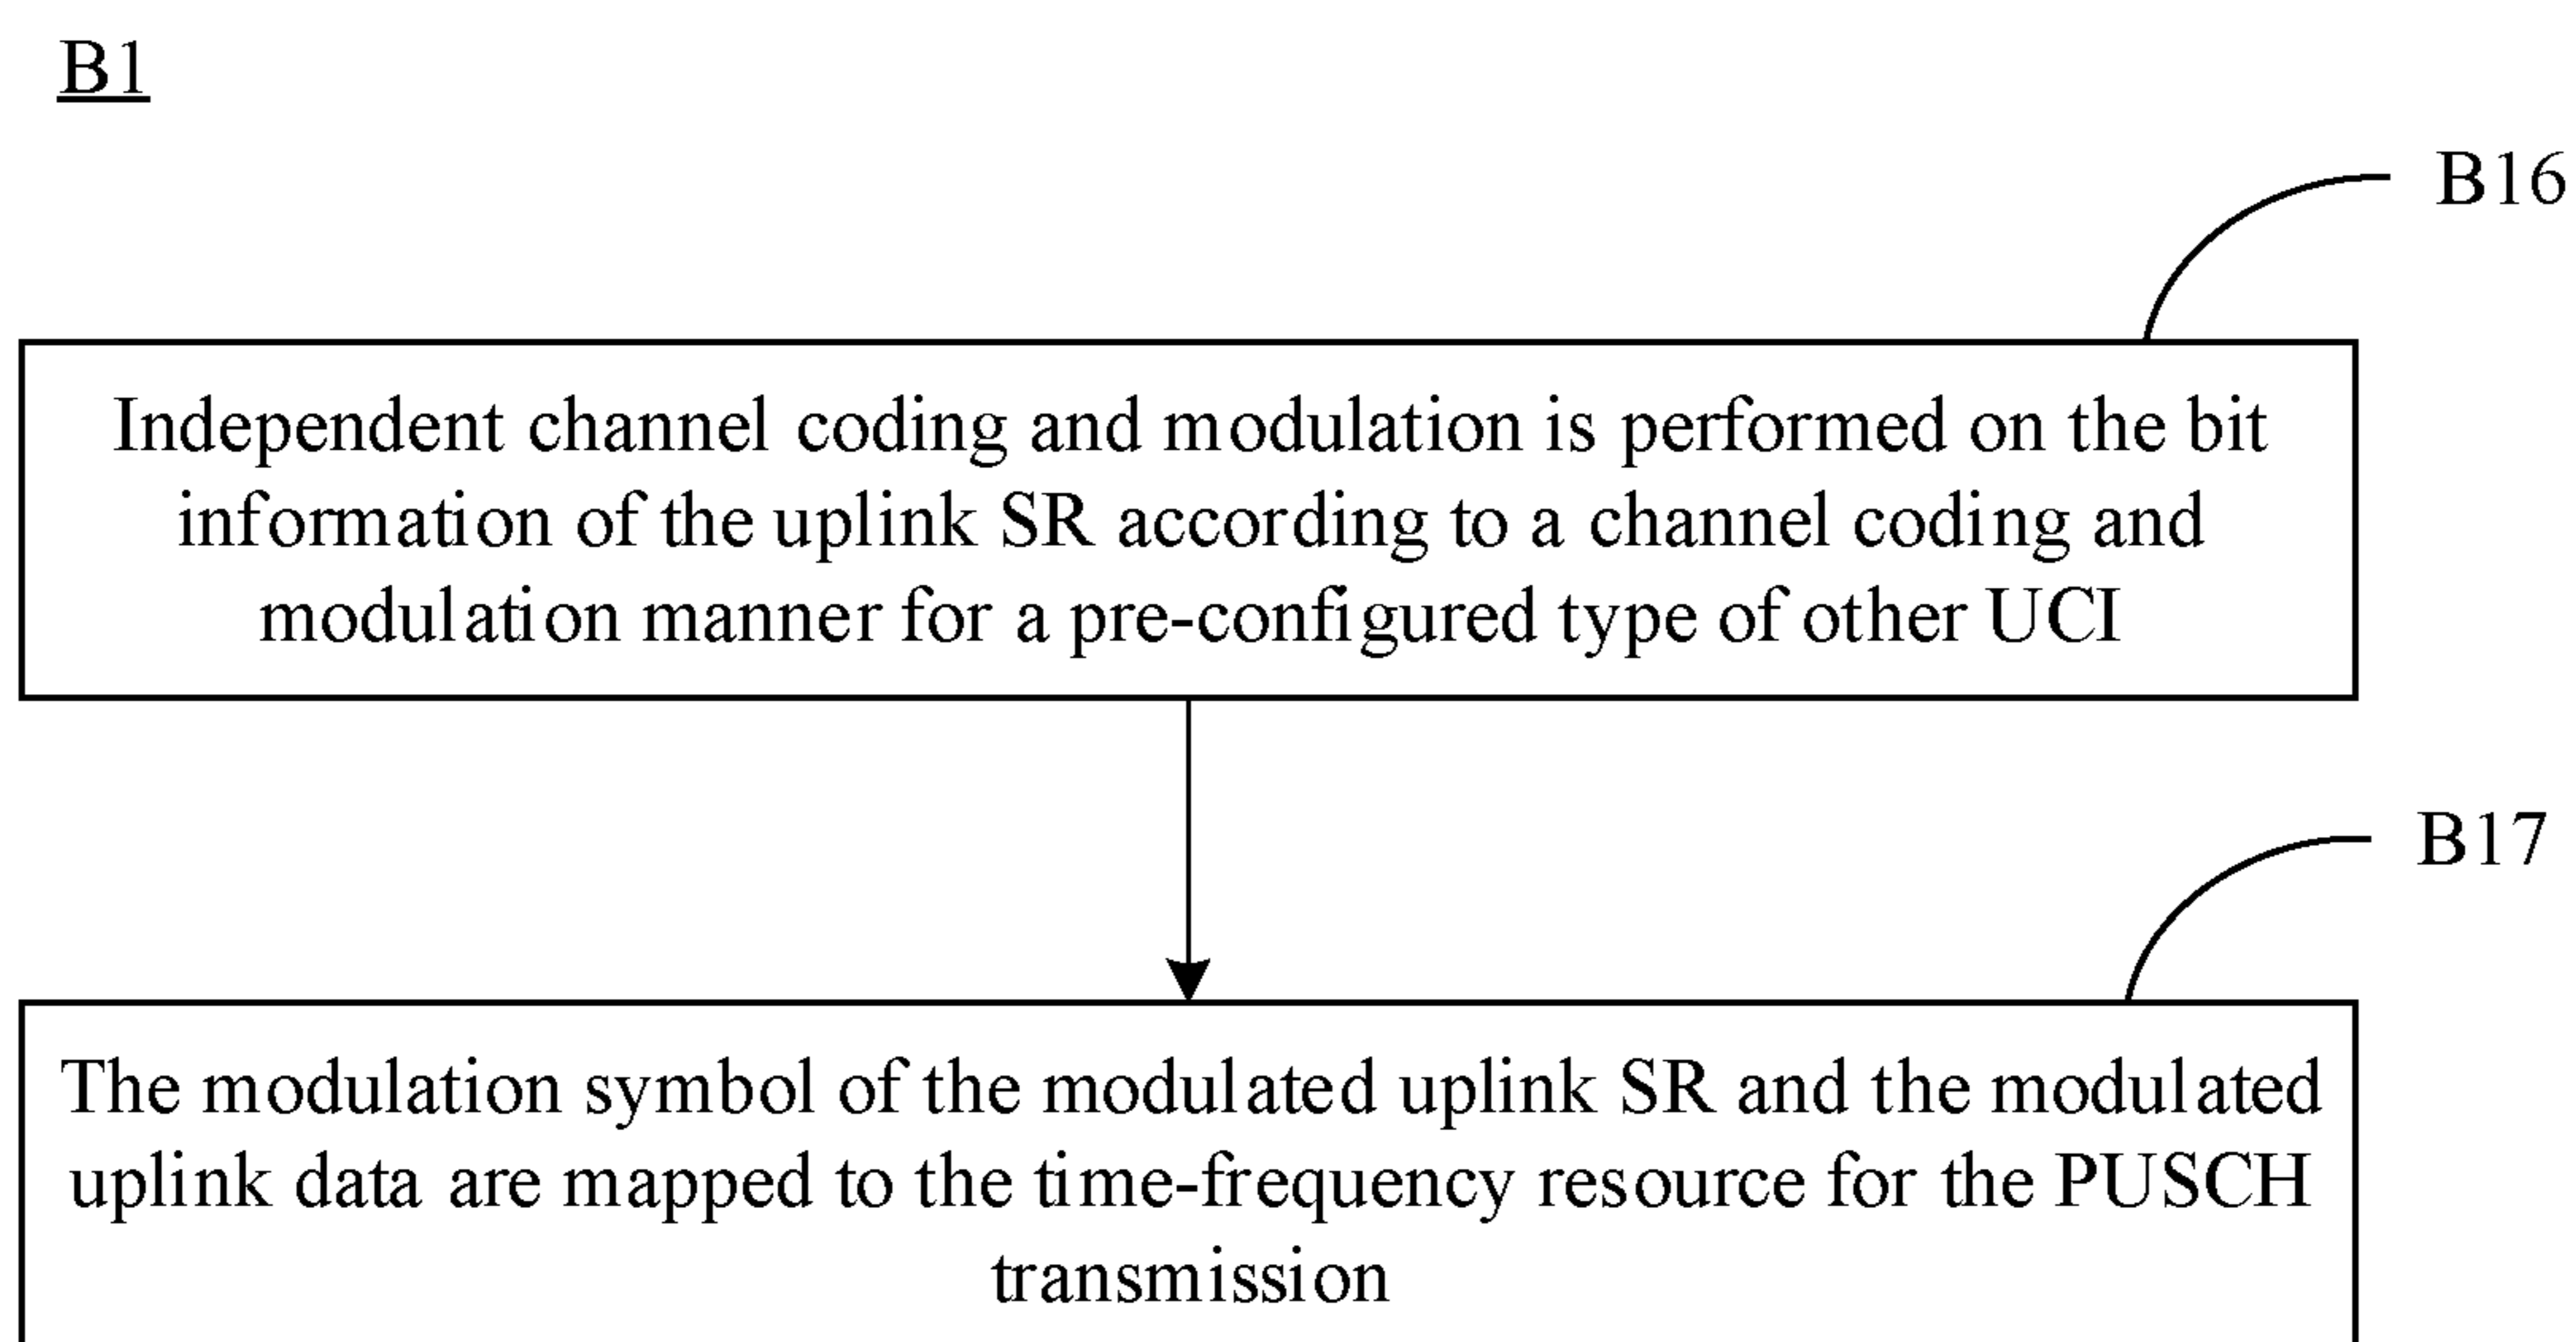 B1
B16
Independent channel coding and modulation is performed on the bit
information of the uplink SR according to a channel coding and
modulation manner for a pre-configured type of other UCI
B17
The modulation symbol of the modulated uplink SR and the modulated
uplink data are mapped to the time-frequency resource for the PUSCH
transmission